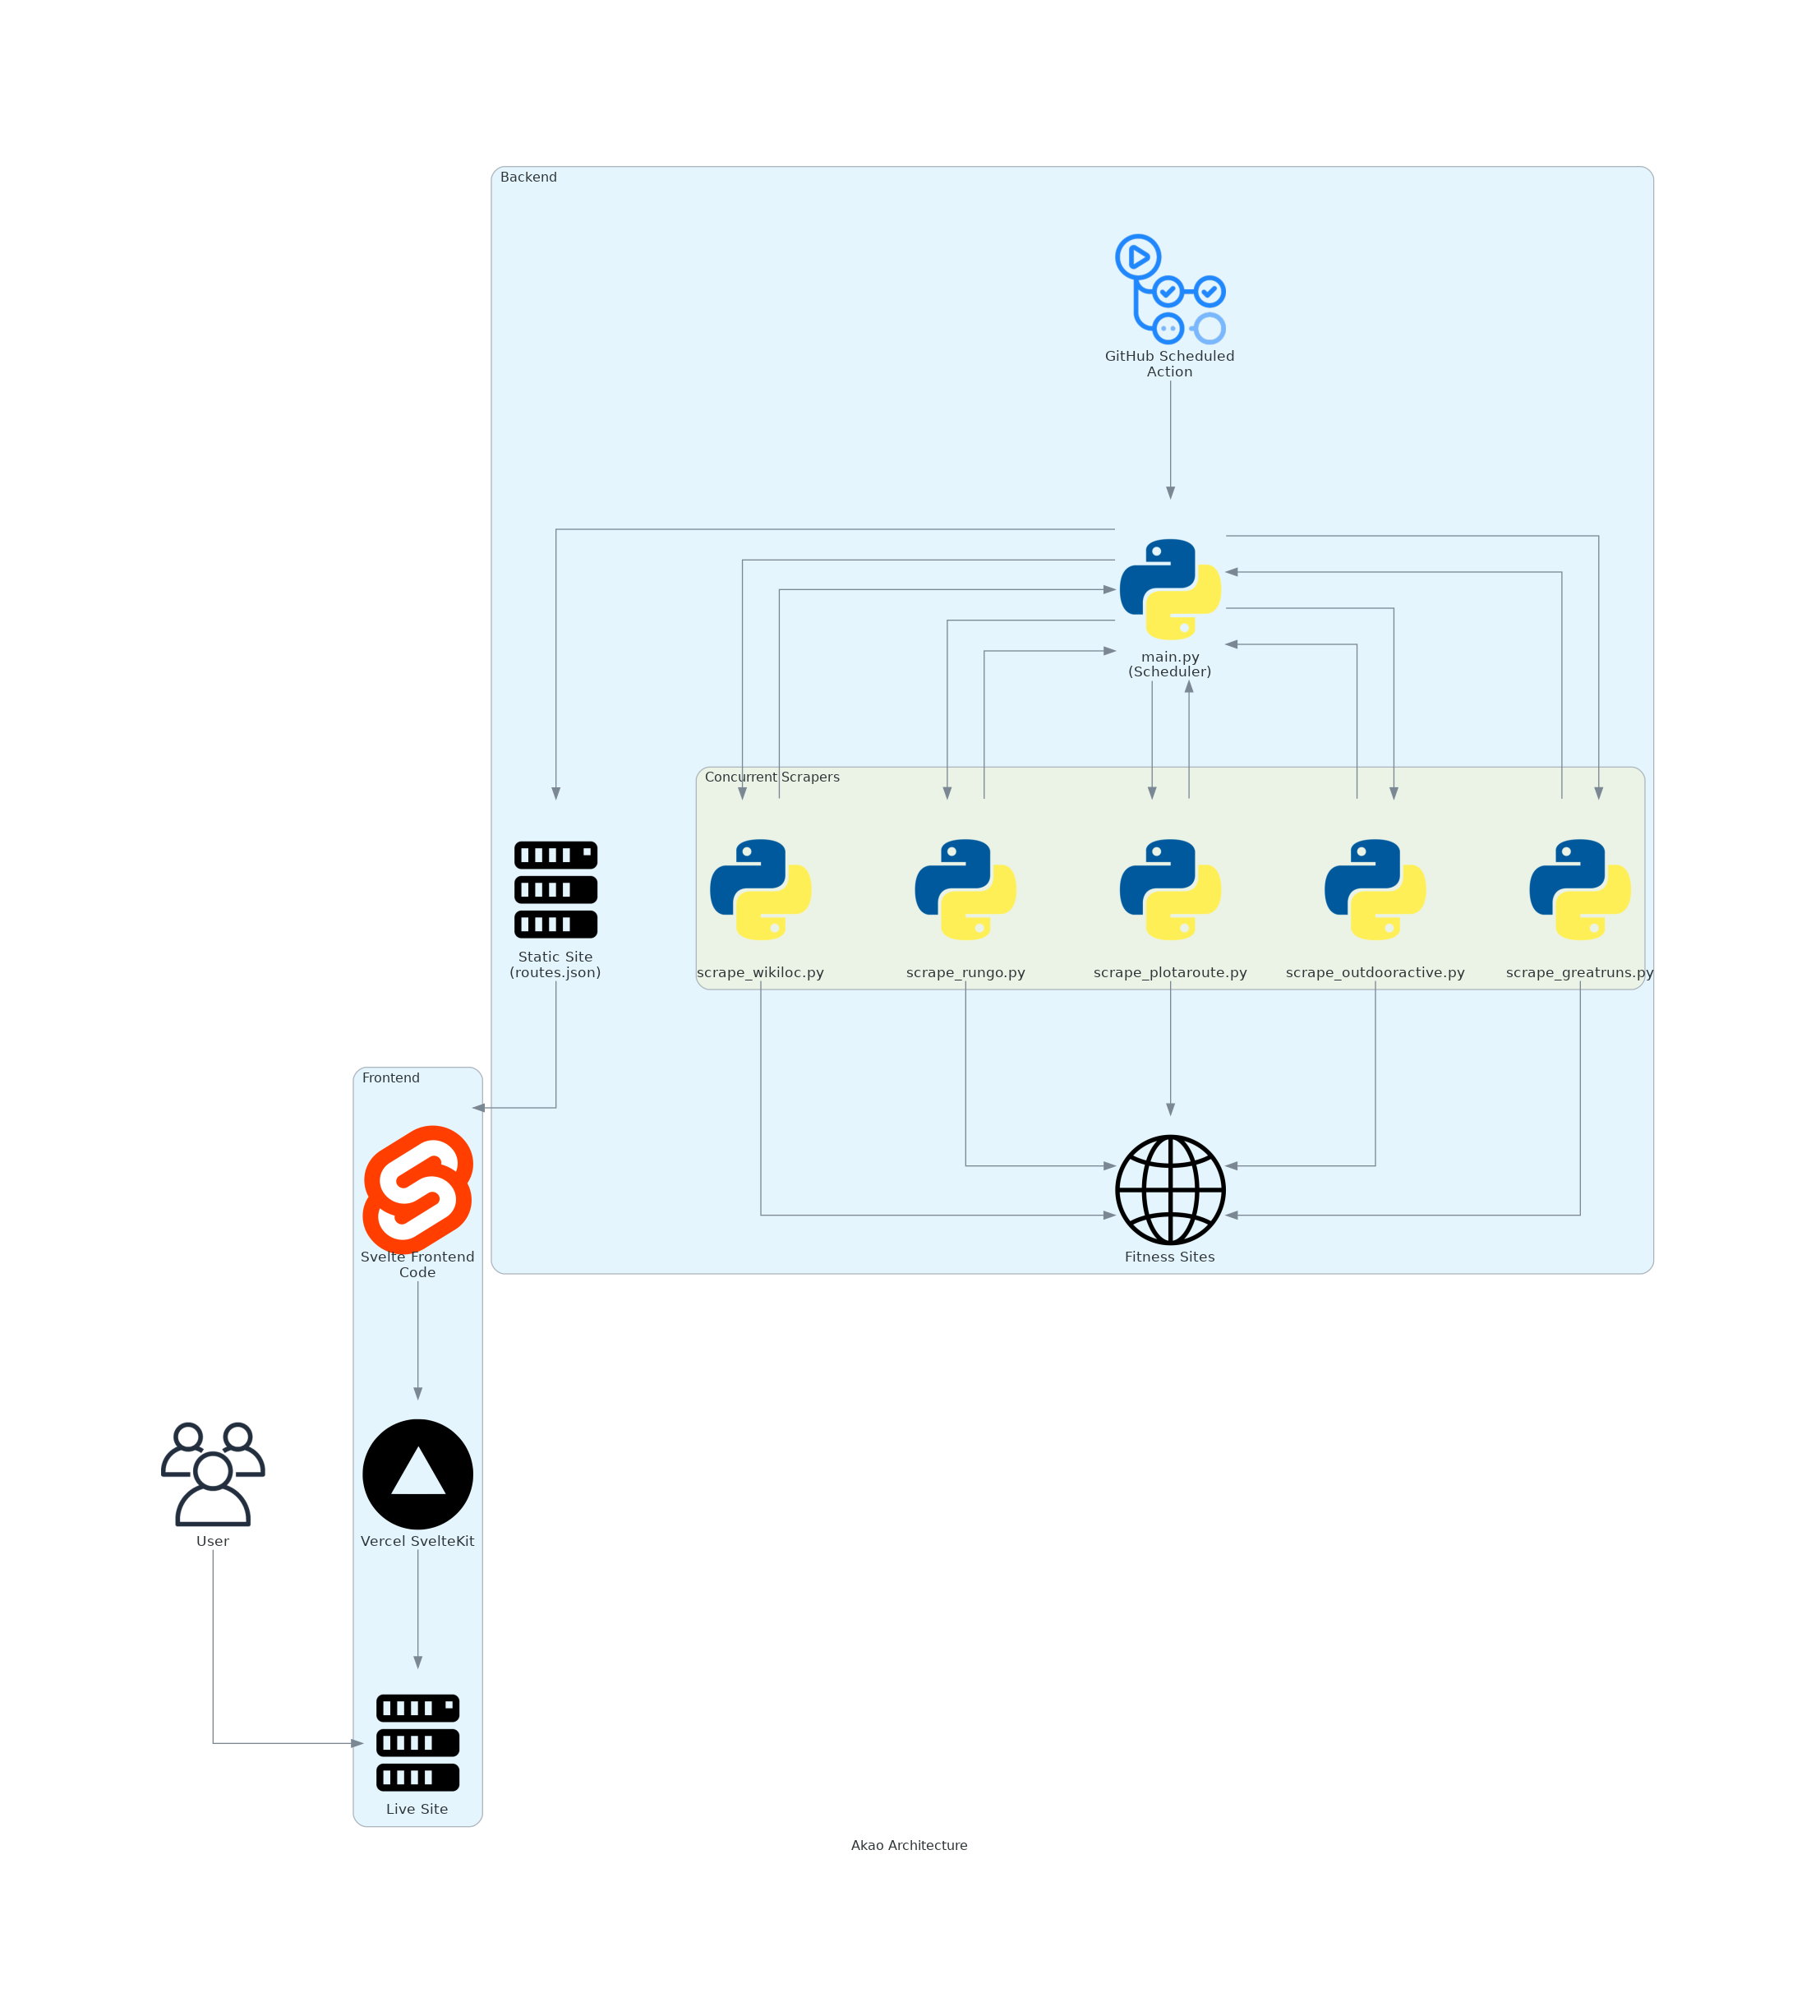 Backend
GitHub Scheduled
Action
main.py
(Scheduler)
Concurrent Scrapers
Static Site
(routes.json)
scrape_wikiloc.py
scrape_rungo.py
scrape_plotaroute.py
scrape_outdooractive.py
scrape_greatruns.py
Frontend
Svelte Frontend
Code
Fitness Sites
User
Vercel SvelteKit
Live Site
Akao Architecture